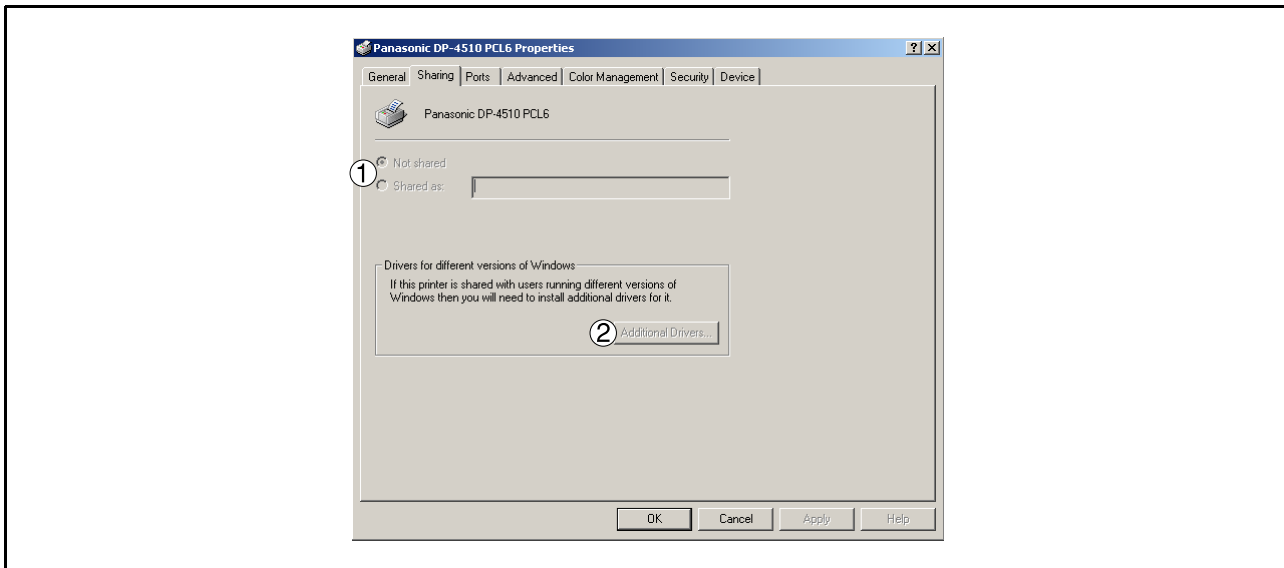 Panasonic DP-4510 PCL6 Properties
General Sharing Ports Advanced Color Management Security Device
Panasonic DP-4510 PCL6
① Not shared
Shared as:
Drivers for different versions of Windows
If this printer is shared with users running different versions of
Windows then you will need to install additional drivers for it.
② Additional Drivers...
OK Cancel Apply Help